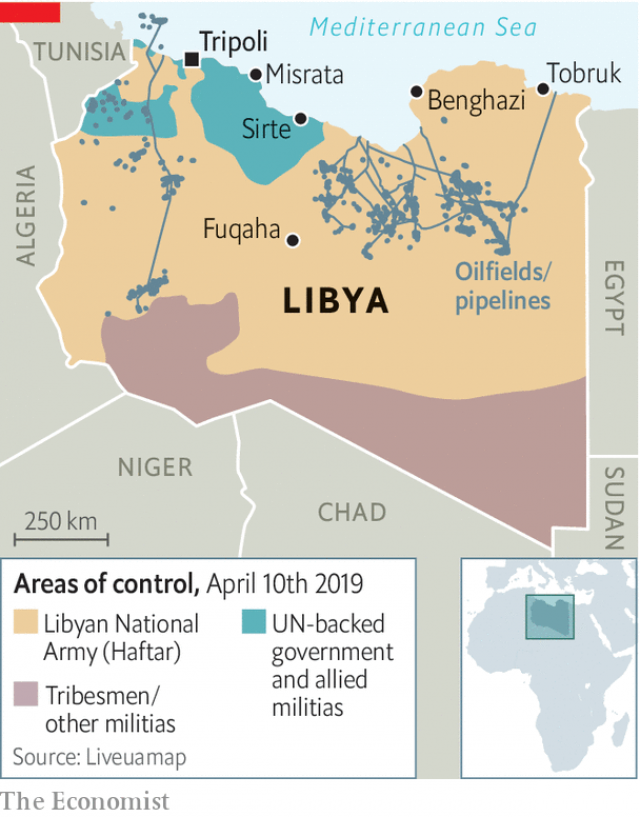 Mediterranean Sea
TUNISIA
Tripoli
Misrata
Tobruk
Benghazi
Sirte
ALGERIA
Fuqaha
Oilfields/
pipelines
LIBYA
EGYPT
NIGER
CHAD
SUDAN
250 km
Areas of control, April 10th 2019
Libyan National
Army (Haftar)
Tribesmen/
other militias
UN-backed
government
and allied
militias
Source: Liveuamap
The Economist